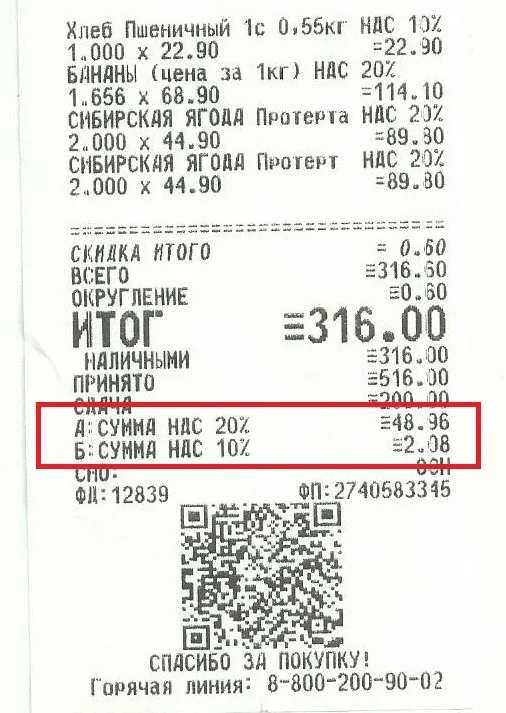 Хлеб Пшеничный 1с 0,55кг НДС 10%
1.000 x 22.90 =22.90
БАНАНЫ (цена за 1кг) НДС 20%
1.656 x 68.90 =114.10
СИБИРСКАЯ ЯГОДА Протерта НДС 20%
2.000 x 44.90 =89.80
СИБИРСКАЯ ЯГОДА Протерт НДС 20%
2.000 x 44.90 =89.80
СКИДКА ИТОГО = 0.60
ВСЕГО ≡316.60
ОКРУГЛЕНИЕ ≡0.60
ИТОГ ≡316.00
НАЛИЧНЫМИ ≡316.00
ПРИНЯТО ≡516.00
СДАЧА ≡200.00
А:СУММА НДС 20% ≡48.96
Б:СУММА НДС 10% ≡2.08
СНО: ОСН
ФД:12839 ФП:2740583345
СПАСИБО ЗА ПОКУПКУ!
Горячая линия: 8-800-200-90-02